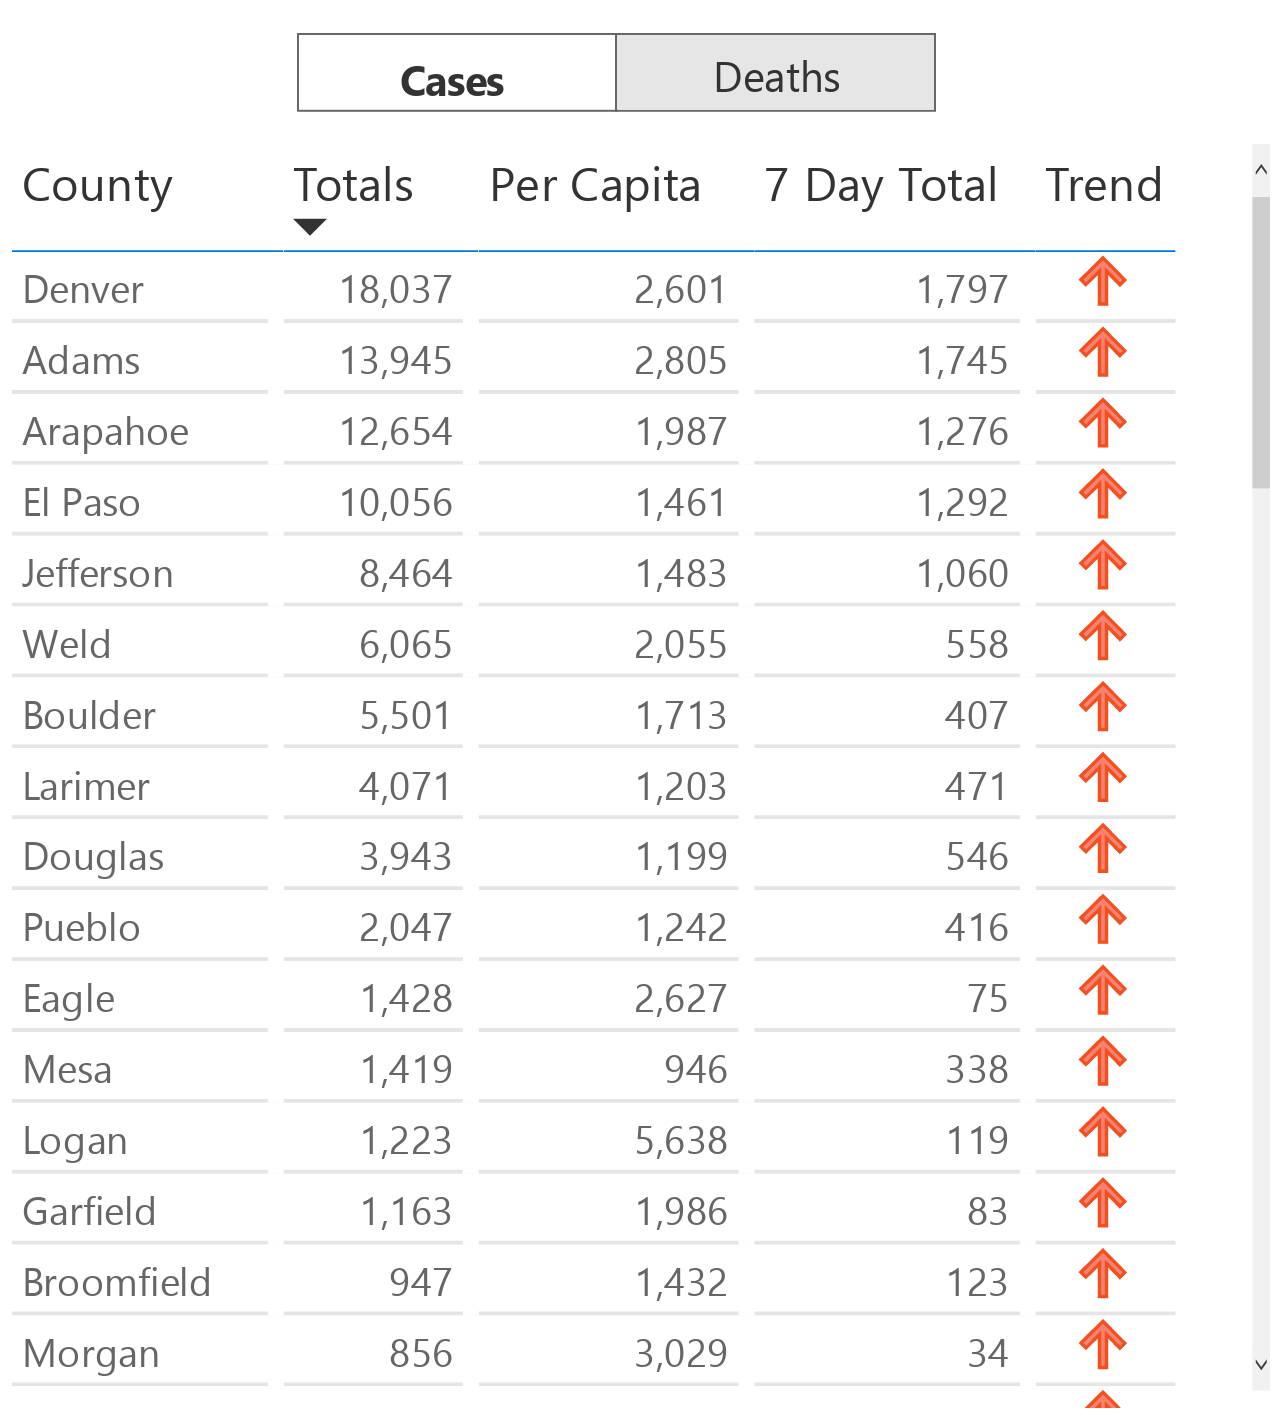 Cases Deaths
County Totals Per Capita 7 Day Total Trend
Denver 18,037 2,601 1,797
Adams 13,945 2,805 1,745
Arapahoe 12,654 1,987 1,276
El Paso 10,056 1,461 1,292
Jefferson 8,464 1,483 1,060
Weld 6,065 2,055 558
Boulder 5,501 1,713 407
Larimer 4,071 1,203 471
Douglas 3,943 1,199 546
Pueblo 2,047 1,242 416
Eagle 1,428 2,627 75
Mesa 1,419 946 338
Logan 1,223 5,638 119
Garfield 1,163 1,986 83
Broomfield 947 1,432 123
Morgan 856 3,029 34